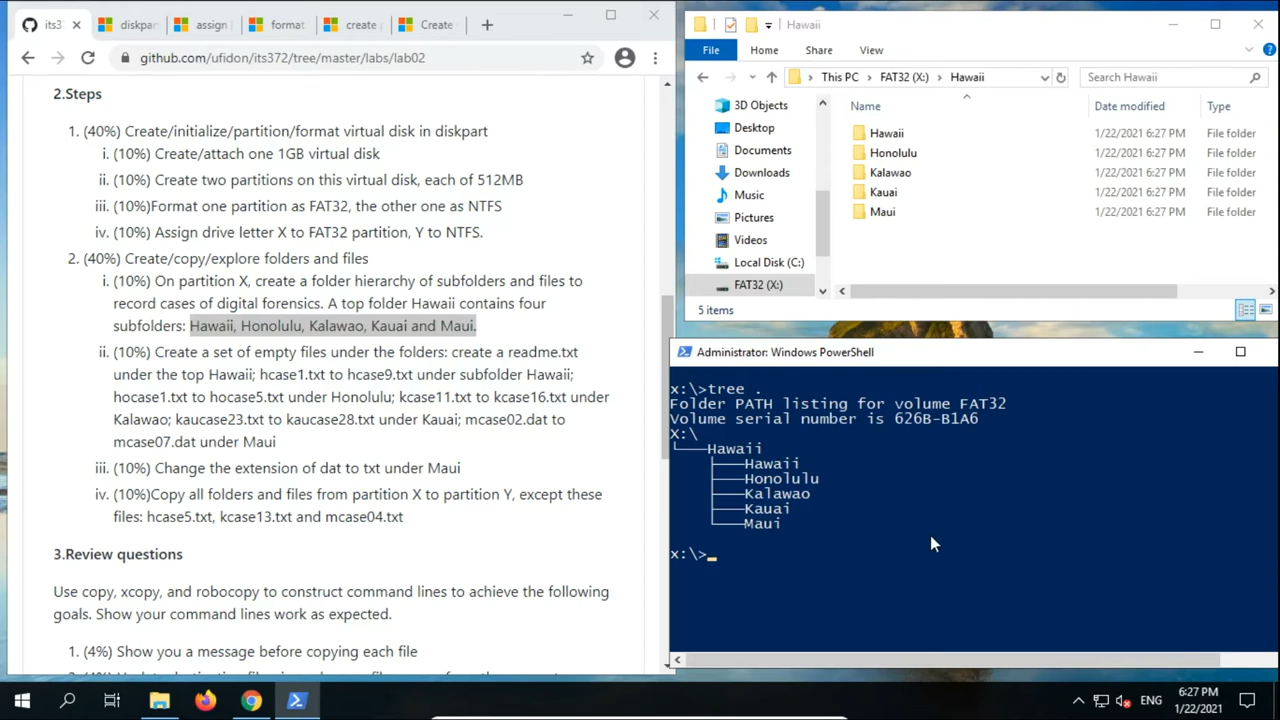 its3
diskpa
assign
format
create
Create
github.com/ufidon/its372/tree/master/labs/lab02
2.Steps
1. (40%) Create/initialize/partition/format virtual disk in diskpart
i. (10%) Create/attach one 1GB virtual disk
ii. (10%) Create two partitions on this virtual disk, each of 512MB
iii. (10%)Format one partition as FAT32, the other one as NTFS
iv. (10%) Assign drive letter X to FAT32 partition, Y to NTFS.
2. (40%) Create/copy/explore folders and files
i. (10%) On partition X, create a folder hierarchy of subfolders and files to
record cases of digital forensics. A top folder Hawaii contains four
subfolders: Hawaii, Honolulu, Kalawao, Kauai and Maui.
ii. (10%) Create a set of empty files under the folders: create a readme.txt
under the top Hawaii; hcase1.txt to hcase9.txt under subfolder Hawaii;
hocase1.txt to hocase5.txt under Honolulu; kcase11.txt to kcase16.txt under
Kalawao; kaucase23.txt to kaucase28.txt under Kauai; mcase02.dat to
mcase07.dat under Maui
iii. (10%) Change the extension of dat to txt under Maui
iv. (10%)Copy all folders and files from partition X to partition Y, except these
files: hcase5.txt, kcase13.txt and mcase04.txt
3.Review questions
Use copy, xcopy, and robocopy to construct command lines to achieve the following
goals. Show your command lines work as expected.
1. (4%) Show you a message before copying each file
Hawaii
File Home Share View
This PC FAT32 (X:) Hawaii
Search Hawaii
3D Objects
Desktop
Documents
Downloads
Music
Pictures
Videos
Local Disk (C:)
FAT32 (X:)
Name Date modified Type
Hawaii 1/22/2021 6:27 PM File folder
Honolulu 1/22/2021 6:27 PM File folder
Kalawao 1/22/2021 6:27 PM File folder
Kauai 1/22/2021 6:27 PM File folder
Maui 1/22/2021 6:27 PM File folder
5 items
Administrator: Windows PowerShell
x:\>tree .
Folder PATH listing for volume FAT32
Volume serial number is 626B-B1A6
X:\
└───Hawaii
├───Hawaii
├───Honolulu
├───Kalawao
├───Kauai
└───Maui
x:\>_
ENG
6:27 PM
1/22/2021